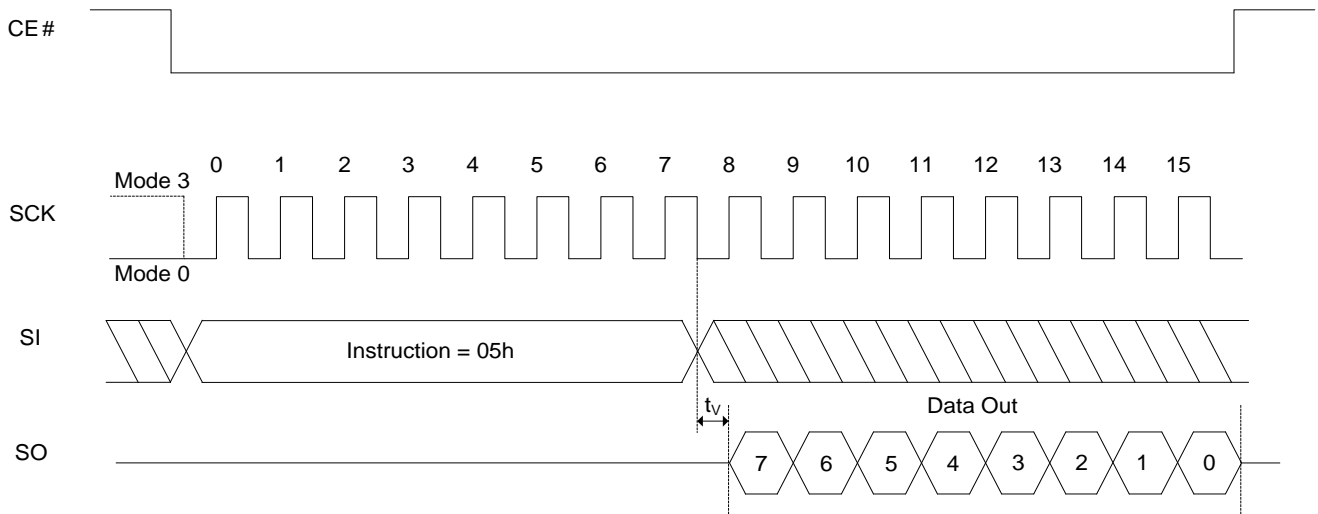 CE#
0 1 2 3 4 5 6 7 8 9 10 11 12 13 14 15
Mode 3
SCK
Mode 0
SI
Instruction = 05h
tV
Data Out
SO
7 6 5 4 3 2 1 0